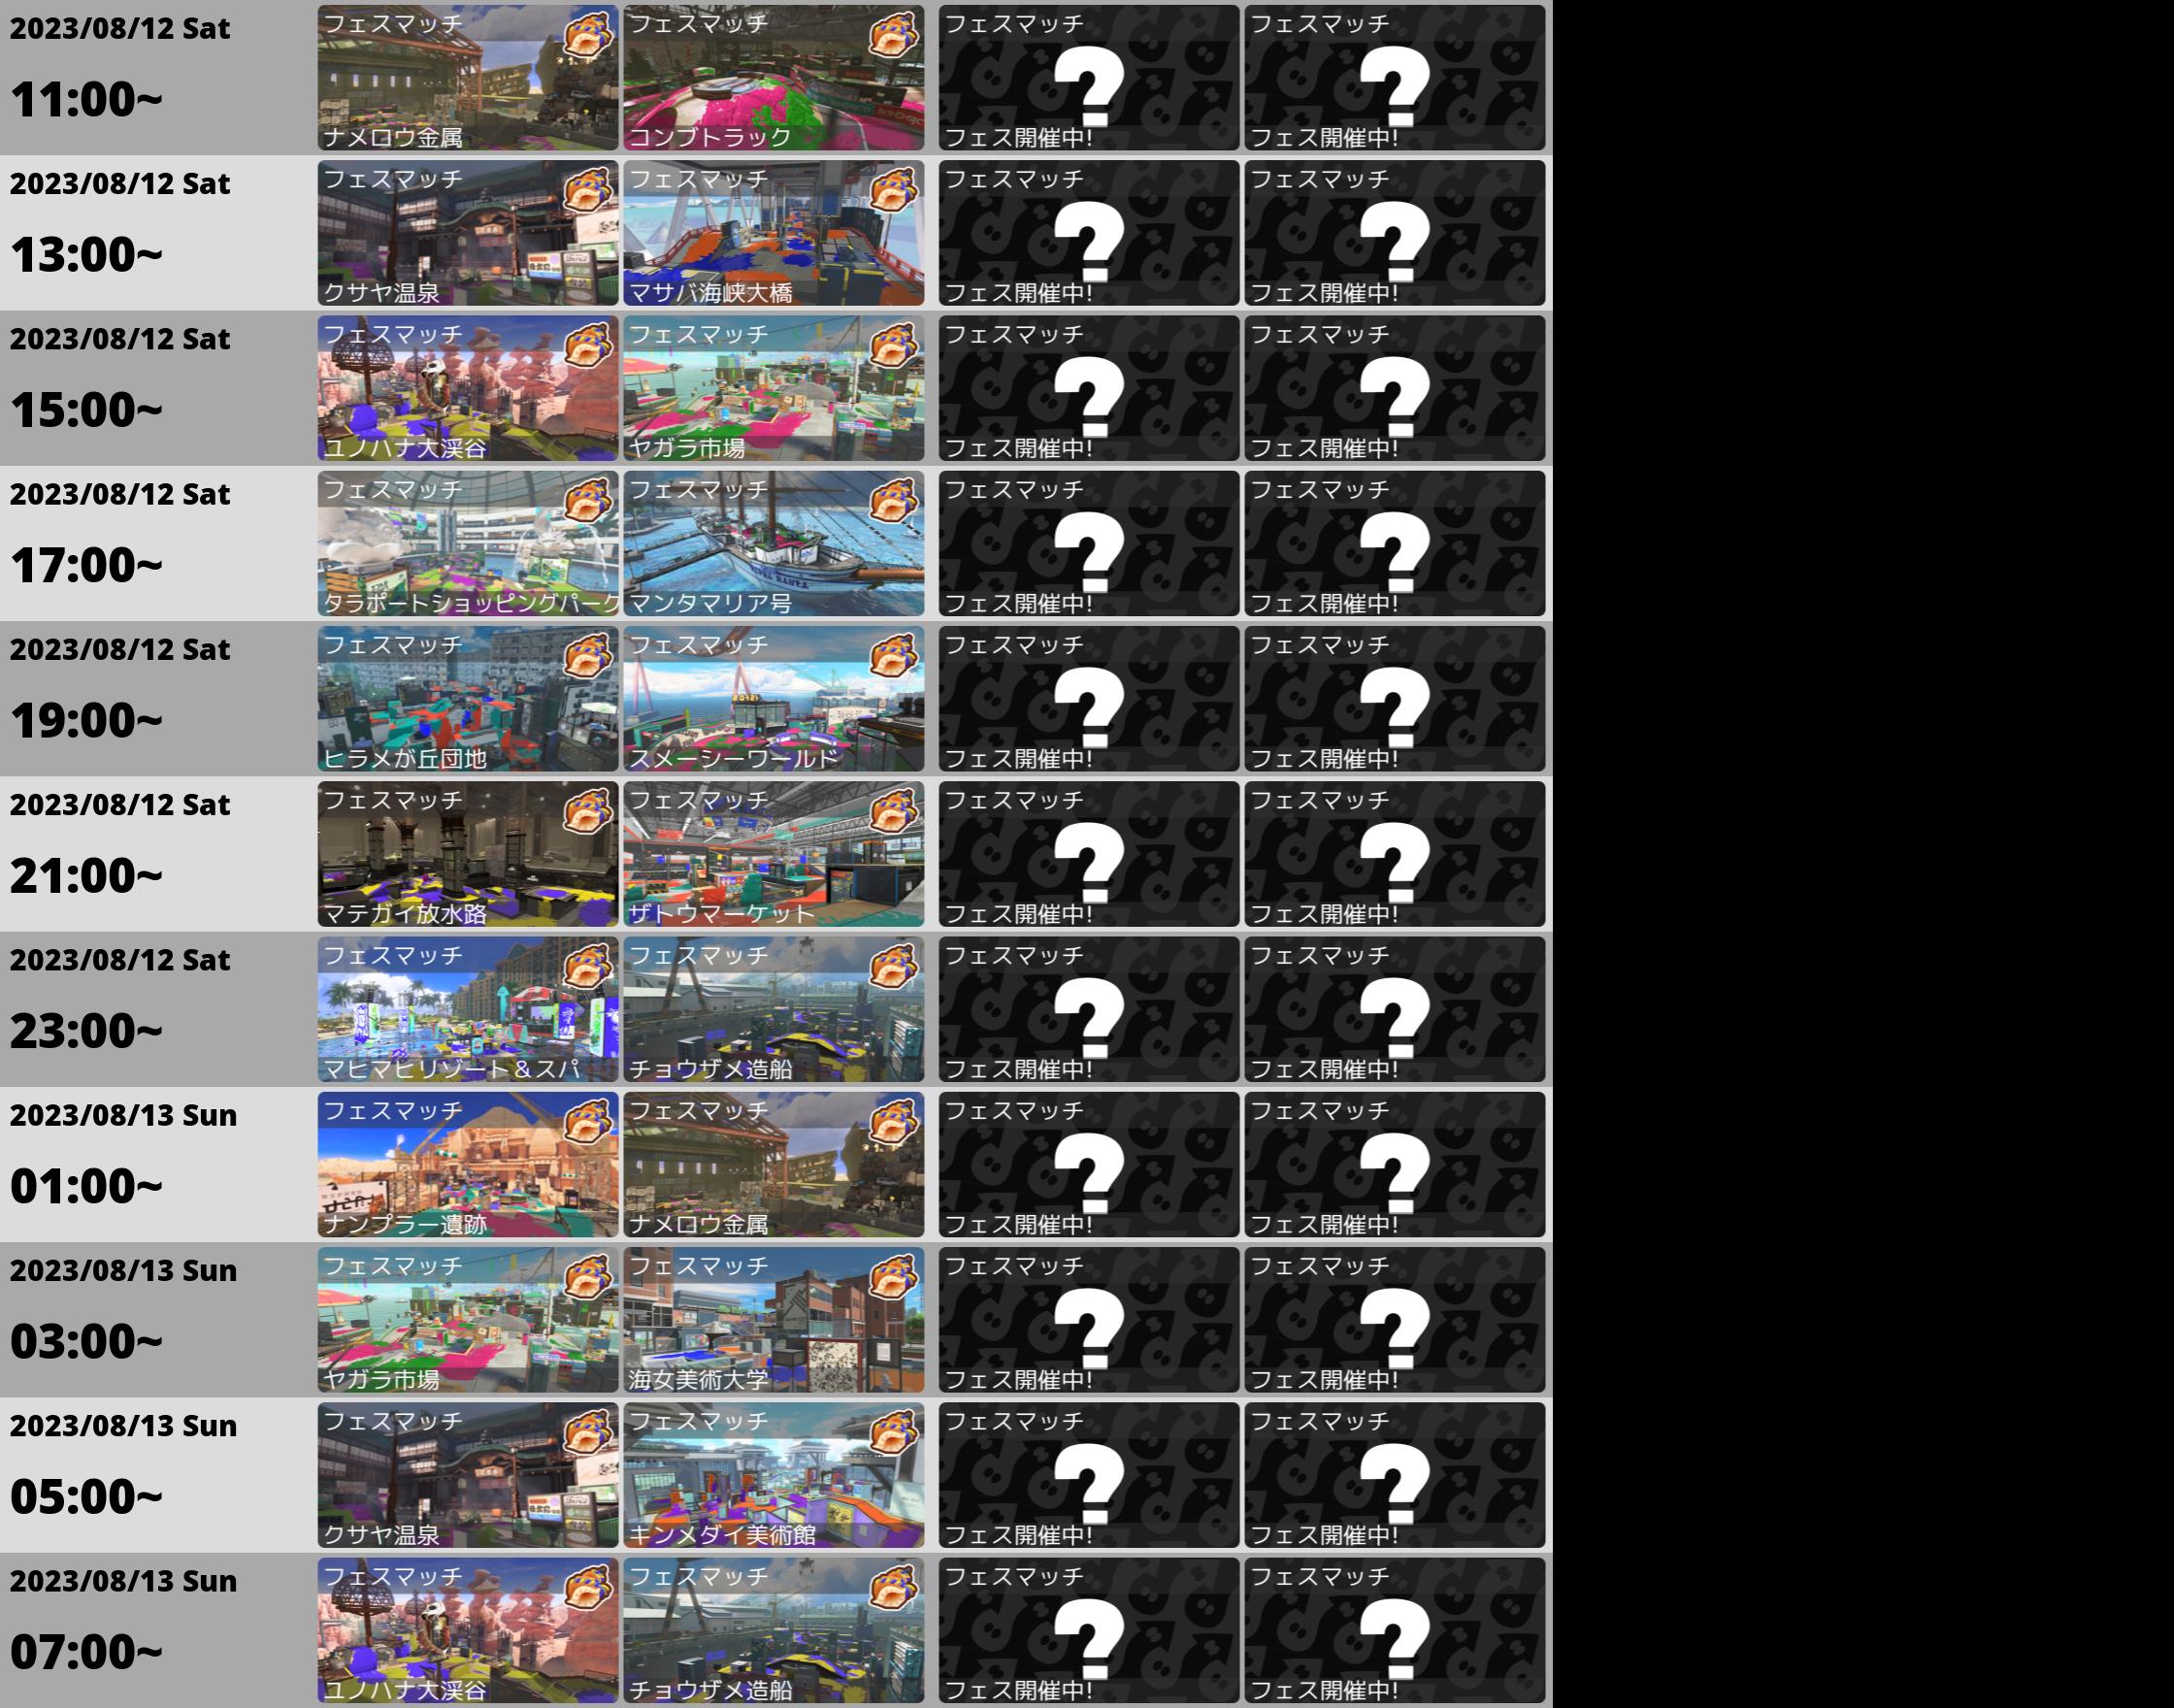 2023/08/12 Sat
11:00~
フェスマッチ
ナメロウ金属
フェスマッチ
コンブトラック
フェスマッチ
フェス開催中!
フェスマッチ
フェス開催中!
2023/08/12 Sat
13:00~
フェスマッチ
クサヤ温泉
フェスマッチ
マサバ海峡大橋
フェスマッチ
フェス開催中!
フェスマッチ
フェス開催中!
2023/08/12 Sat
15:00~
フェスマッチ
ユノハナ大渓谷
フェスマッチ
ヤガラ市場
フェスマッチ
フェス開催中!
フェスマッチ
フェス開催中!
2023/08/12 Sat
17:00~
フェスマッチ
タラポートショッピングパーク
フェスマッチ
マンタマリア号
フェスマッチ
フェス開催中!
フェスマッチ
フェス開催中!
2023/08/12 Sat
19:00~
フェスマッチ
ヒラメが丘団地
フェスマッチ
スメーシーワールド
フェスマッチ
フェス開催中!
フェスマッチ
フェス開催中!
2023/08/12 Sat
21:00~
フェスマッチ
マテガイ放水路
フェスマッチ
ザトウマーケット
フェスマッチ
フェス開催中!
フェスマッチ
フェス開催中!
2023/08/12 Sat
23:00~
フェスマッチ
マヒマヒリゾート&スパ
フェスマッチ
チョウザメ造船
フェスマッチ
フェス開催中!
フェスマッチ
フェス開催中!
2023/08/13 Sun
01:00~
フェスマッチ
ナンプラー遺跡
フェスマッチ
ナメロウ金属
フェスマッチ
フェス開催中!
フェスマッチ
フェス開催中!
2023/08/13 Sun
03:00~
フェスマッチ
ヤガラ市場
フェスマッチ
海女美術大学
フェスマッチ
フェス開催中!
フェスマッチ
フェス開催中!
2023/08/13 Sun
05:00~
フェスマッチ
クサヤ温泉
フェスマッチ
キンメダイ美術館
フェスマッチ
フェス開催中!
フェスマッチ
フェス開催中!
2023/08/13 Sun
07:00~
フェスマッチ
ユノハナ大渓谷
フェスマッチ
チョウザメ造船
フェスマッチ
フェス開催中!
フェスマッチ
フェス開催中!